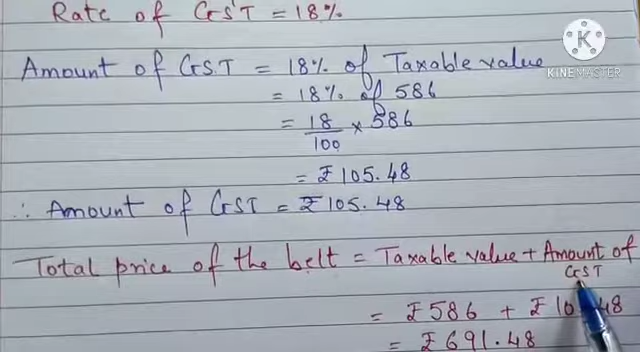 Rate of GST = 18%
Amount of GST = 18% of Taxable value
= 18% of 586
= 18/100 × 586
= ₹105.48
∴ Amount of GST = ₹105.48
Total price of the belt = Taxable value + Amount of GST
= ₹586 + ₹10 .48
= ₹691.48
K
KINEMASTER